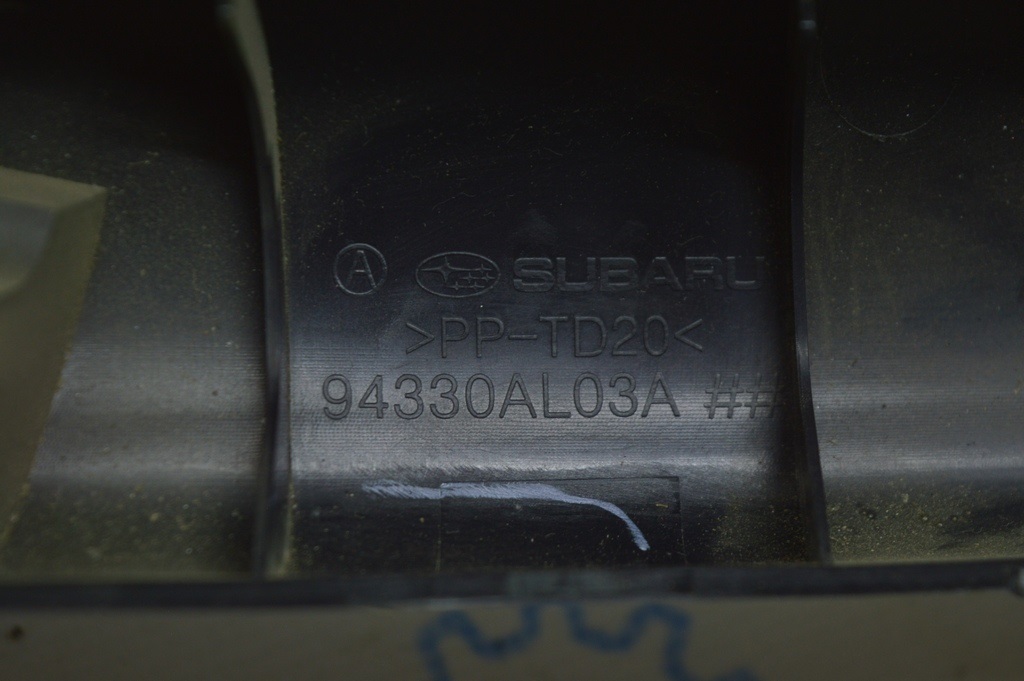 A SUBARU
>PP-TD20<
94330AL03A ##